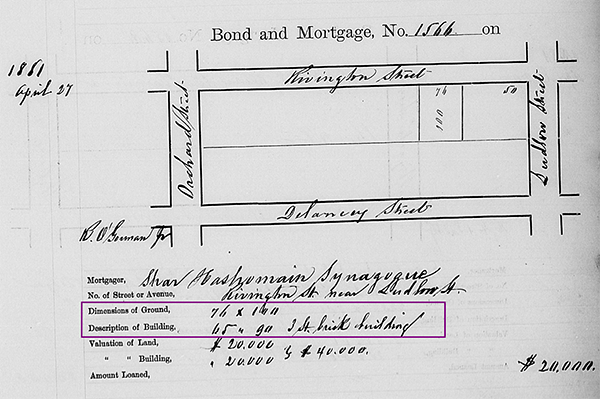 Bond and Mortgage, No. 1566 on
1881
April 27
Rivington Street
76
50
100
Orchard Street
Ludlow Street
Delancey Street
R. O'Gorman Jr
Mortgager, Shar Hashomain Synagogue
No. of Street or Avenue, Rivington St. near Ludlow St.
Dimensions of Ground, 76 x 100
Description of Building, 65 " 90 3 St. brick building
Valuation of Land, $ 20.000
" " Building, " 20.000 } $ 40.000.
Amount Loaned, $ 20,000.